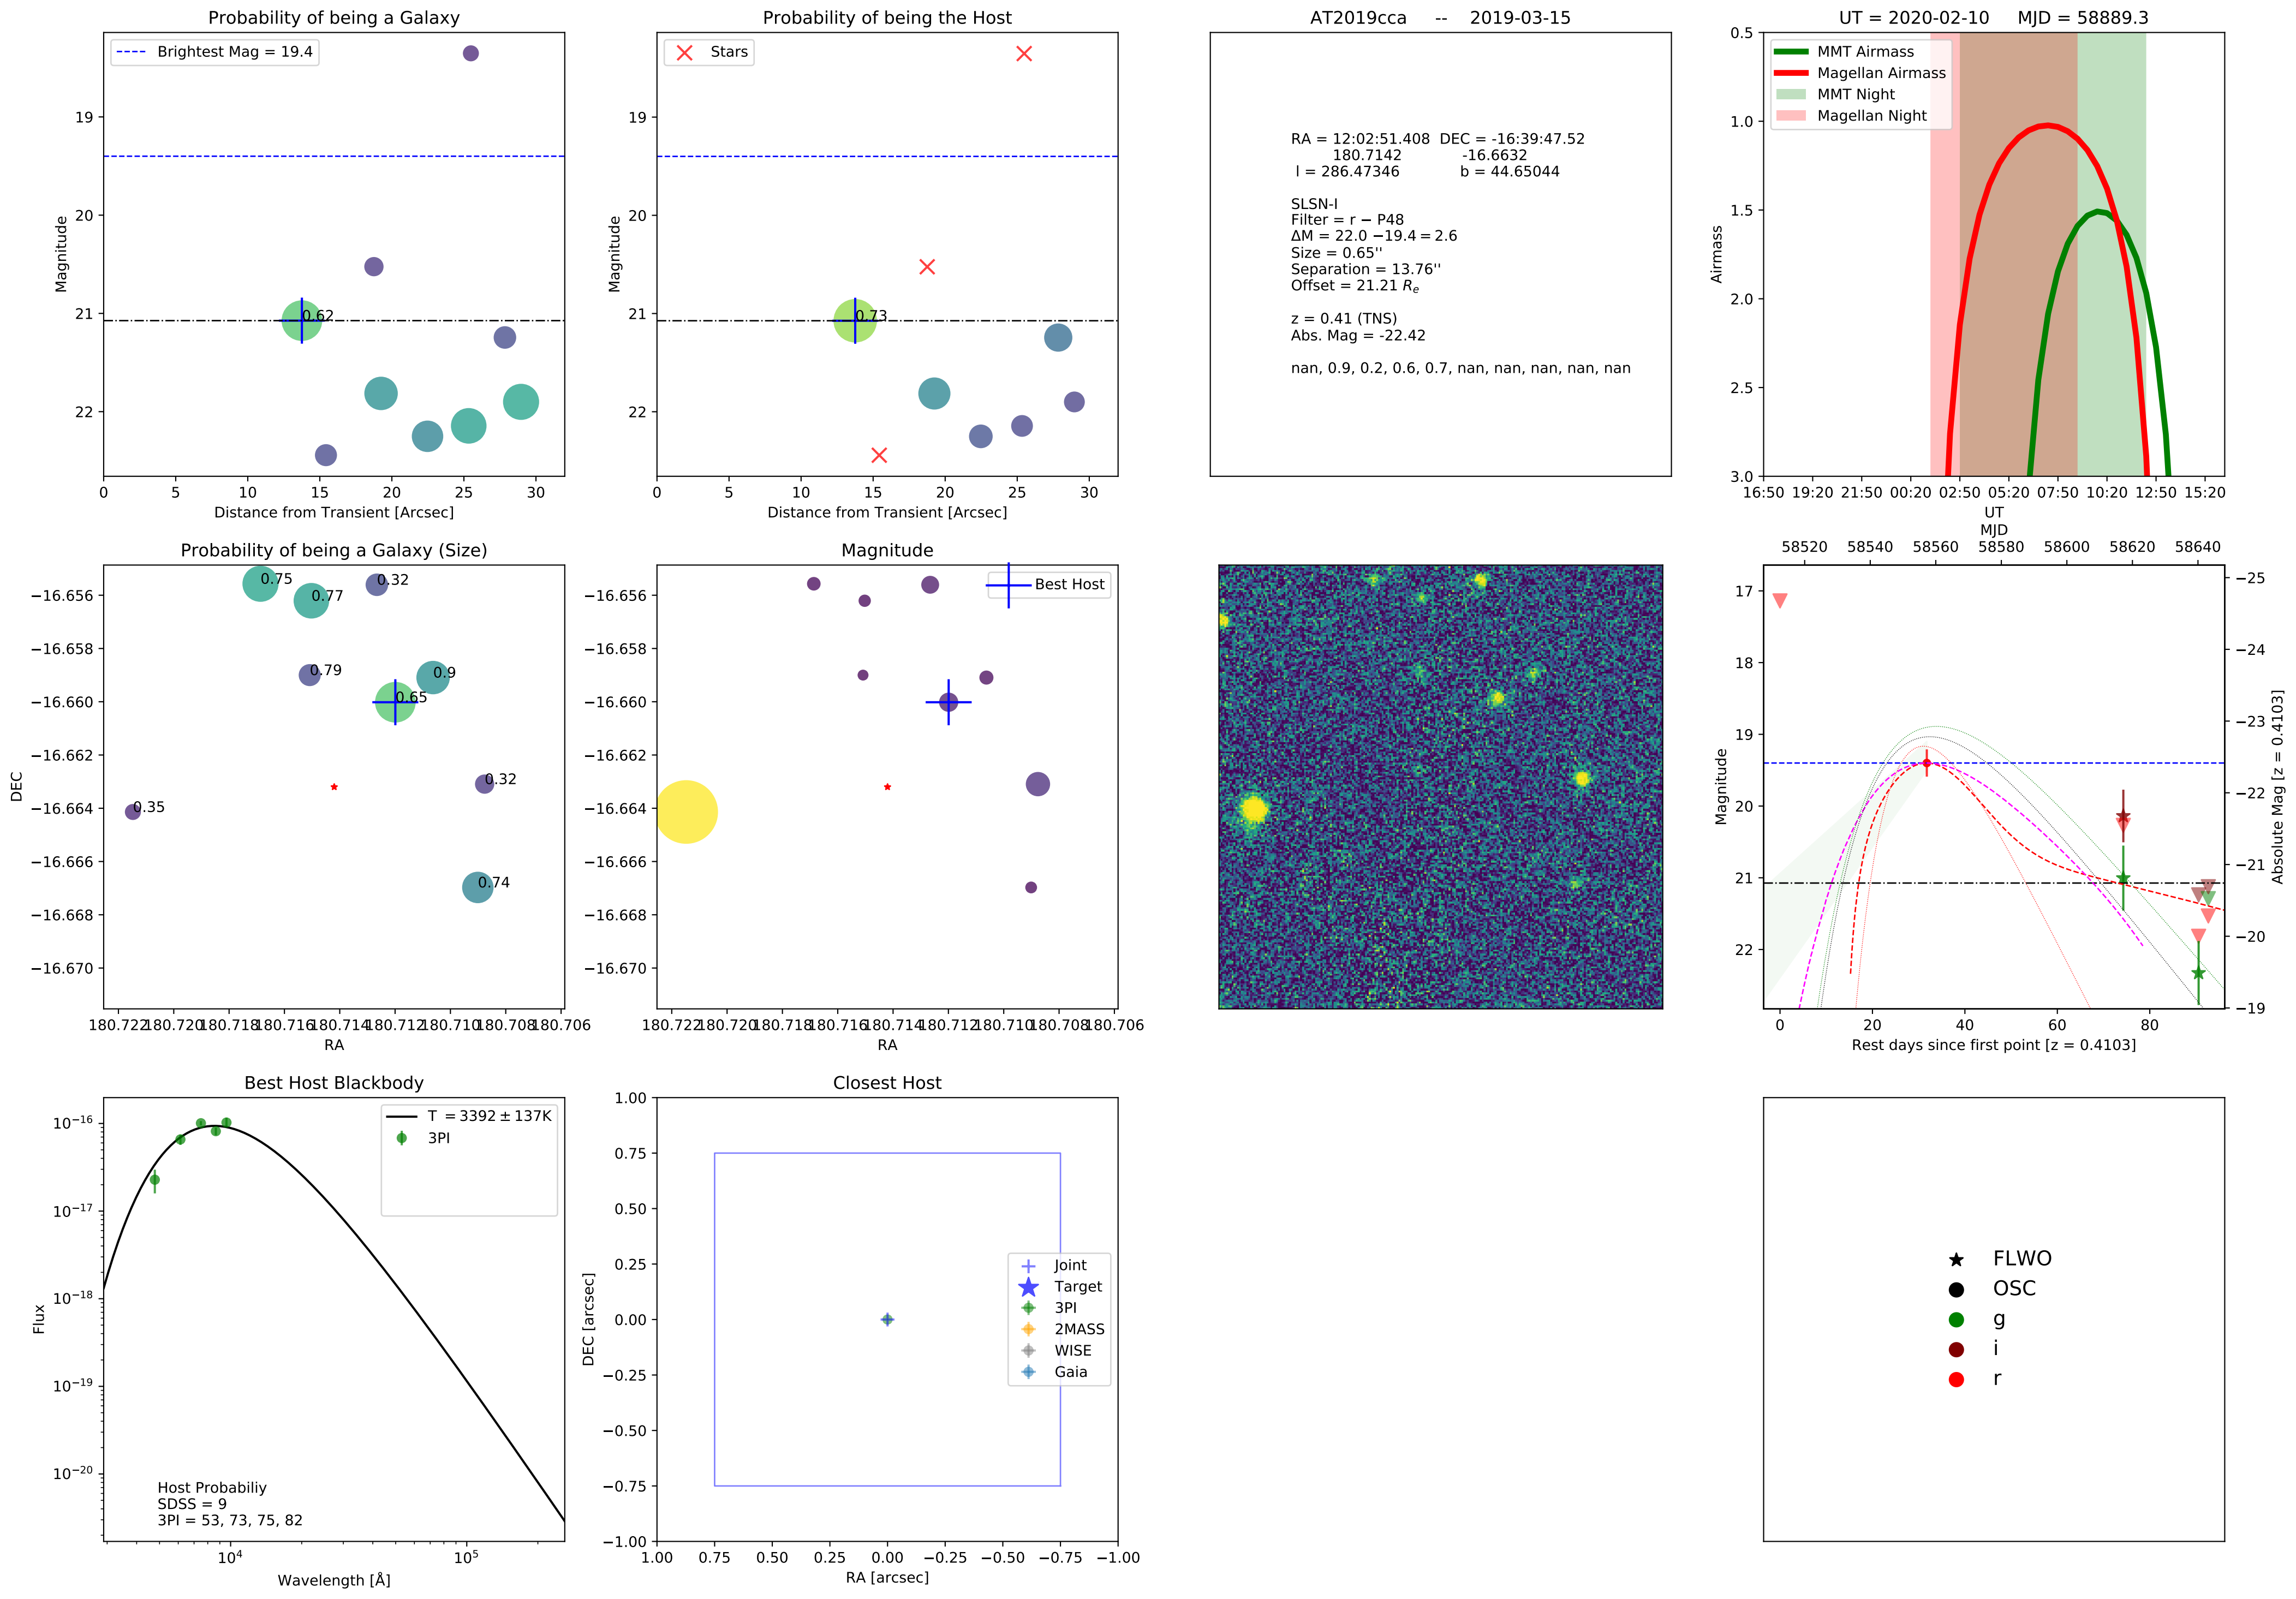 Probability of being a Galaxy
Brightest Mag = 19.4
0.62
19
20
21
22
Magnitude
0 5 10 15 20 25 30
Distance from Transient [Arcsec]
Probability of being the Host
Stars
0.73
19
20
21
22
Magnitude
0 5 10 15 20 25 30
Distance from Transient [Arcsec]
AT2019cca -- 2019-03-15
RA = 12:02:51.408 DEC = -16:39:47.52
180.7142 -16.6632
l = 286.47346 b = 44.65044
SLSN-I
Filter = r − P48
ΔM = 22.0 −19.4 = 2.6
Size = 0.65''
Separation = 13.76''
Offset = 21.21 Re
z = 0.41 (TNS)
Abs. Mag = -22.42
nan, 0.9, 0.2, 0.6, 0.7, nan, nan, nan, nan, nan
UT = 2020-02-10 MJD = 58889.3
MMT Airmass
Magellan Airmass
MMT Night
Magellan Night
0.5
1.0
1.5
2.0
2.5
3.0
Airmass
16:50 19:20 21:50 00:20 02:50 05:20 07:50 10:20 12:50 15:20
UT
Probability of being a Galaxy (Size)
0.75
0.77
0.32
0.79
0.9
0.65
0.32
0.35
0.74
−16.656
−16.658
−16.660
−16.662
−16.664
−16.666
−16.668
−16.670
DEC
180.722 180.720 180.718 180.716 180.714 180.712 180.710 180.708 180.706
RA
Magnitude
Best Host
−16.656
−16.658
−16.660
−16.662
−16.664
−16.666
−16.668
−16.670
180.722 180.720 180.718 180.716 180.714 180.712 180.710 180.708 180.706
RA
MJD
58520 58540 58560 58580 58600 58620 58640
17
18
19
20
21
22
Magnitude
−25
−24
−23
−22
−21
−20
−19
Absolute Mag [z = 0.4103]
0 20 40 60 80
Rest days since first point [z = 0.4103]
Best Host Blackbody
T = 3392 ± 137K
3PI
10−16
10−17
10−18
10−19
10−20
Flux
Host Probabiliy
SDSS = 9
3PI = 53, 73, 75, 82
104 105
Wavelength [Å]
Closest Host
Joint
Target
3PI
2MASS
WISE
Gaia
1.00
0.75
0.50
0.25
0.00
−0.25
−0.50
−0.75
−1.00
DEC [arcsec]
1.00 0.75 0.50 0.25 0.00 −0.25 −0.50 −0.75 −1.00
RA [arcsec]
FLWO
OSC
g
i
r